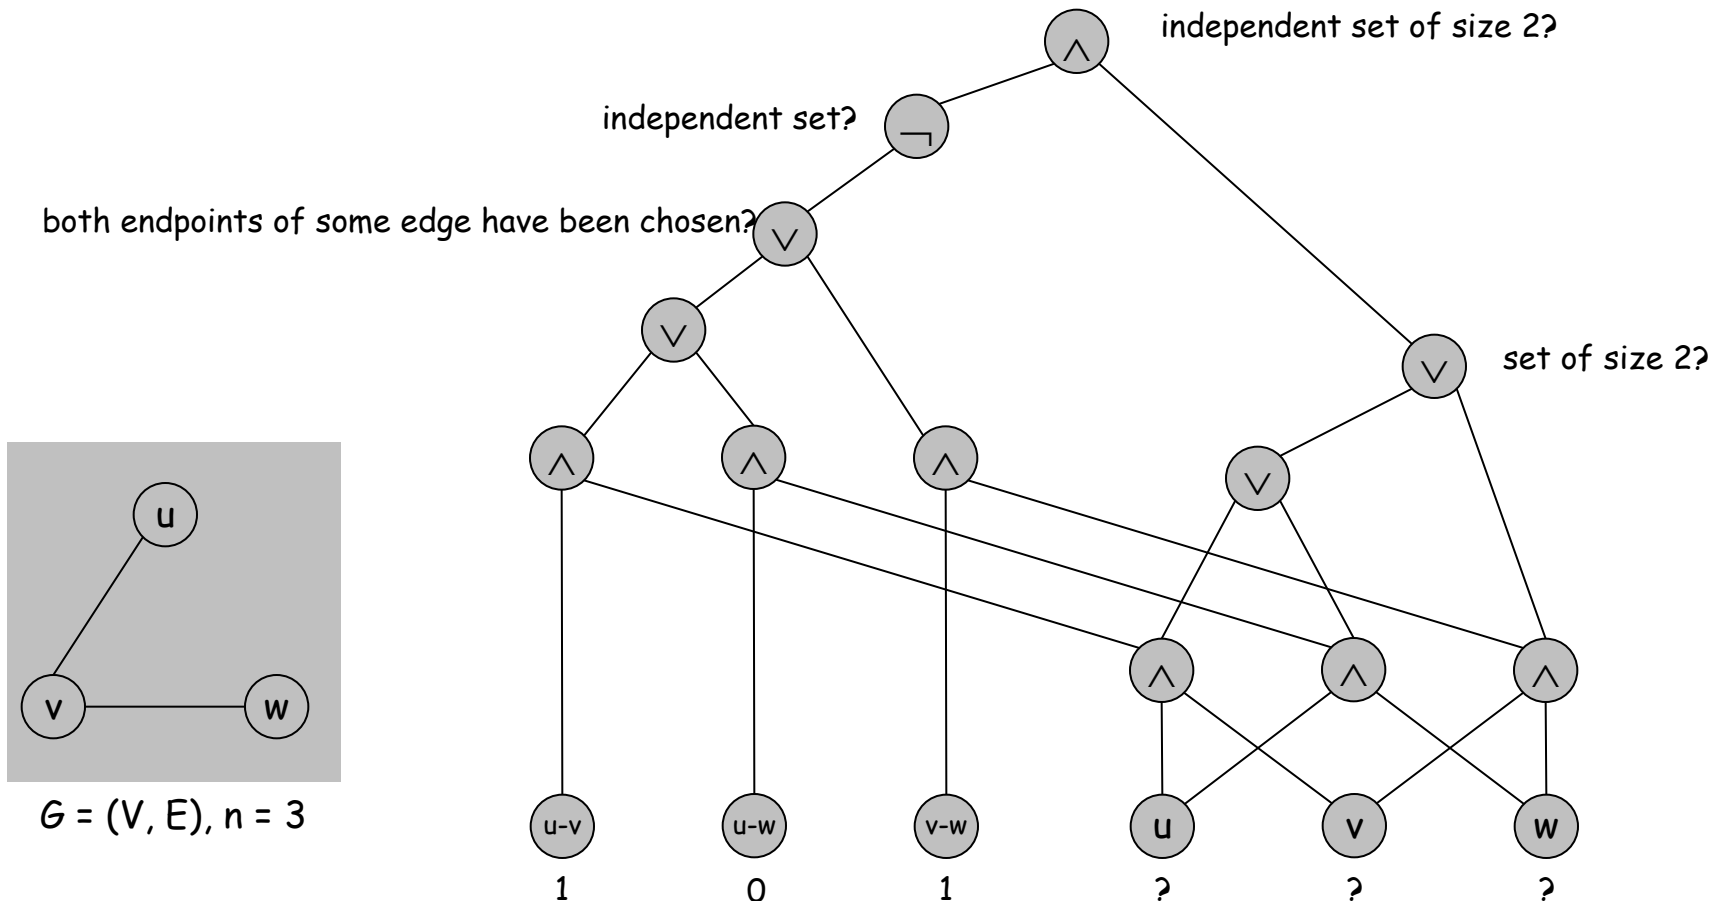 independent set of size 2?
∧
independent set?
¬
both endpoints of some edge have been chosen?
∨
∨
set of size 2?
∨
∧ ∧ ∧
∨
u
∧ ∧ ∧
v w
G = (V, E), n = 3
u-v u-w v-w u v w
1 0 1 ? ? ?